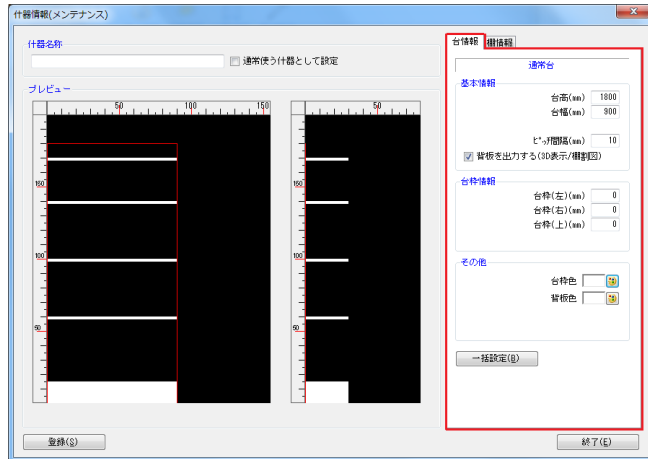 什器情報(メンテナンス)
什器名称
通常使う什器として設定
プレビュー
50 100 150
150
100
50
50
150
100
50
台情報 棚情報
通常台
基本情報
台高(mm) 1800
台幅(mm) 900
ﾋﾟｯﾁ間隔(mm) 10
背板を出力する(3D表示/棚割図)
台枠情報
台枠(左)(mm) 0
台枠(右)(mm) 0
台枠(上)(mm) 0
その他
台枠色
背板色
一括設定(B)
登録(S)
終了(E)